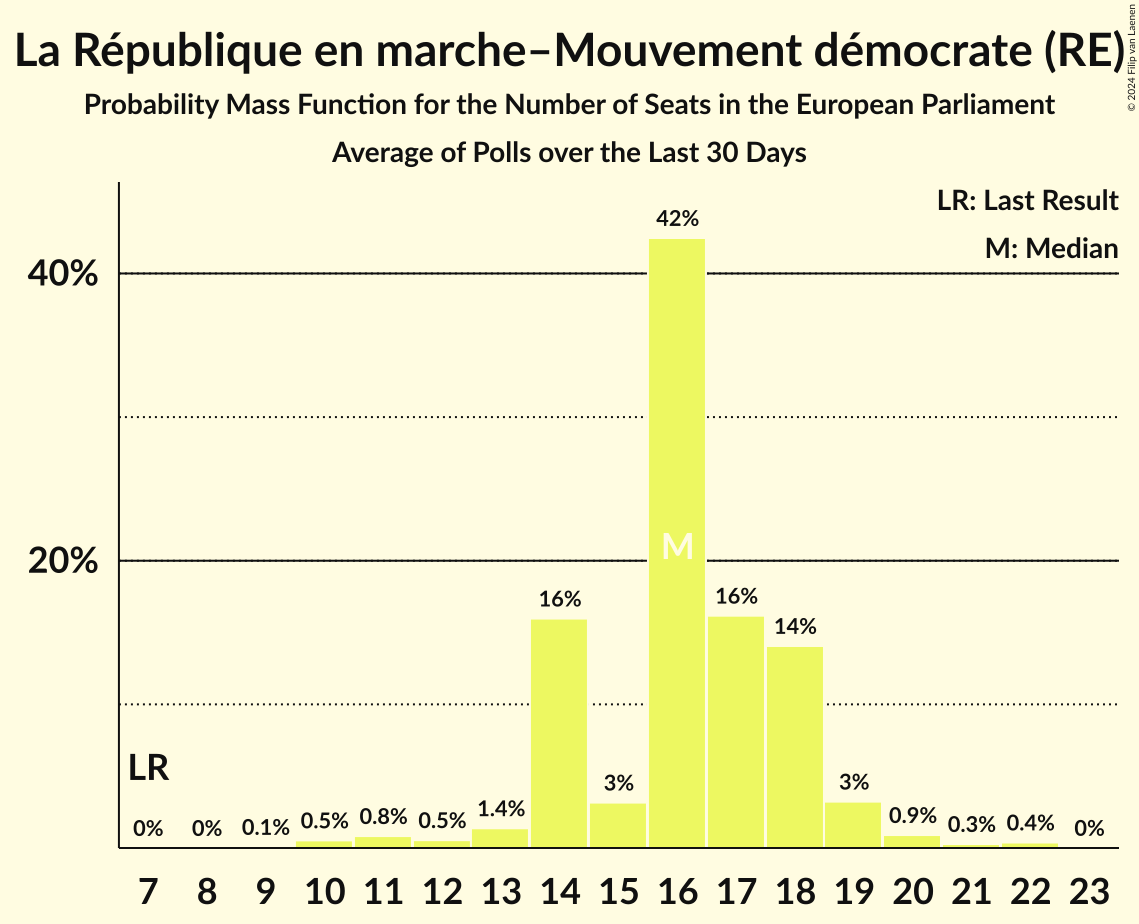 La République en marche–Mouvement démocrate (RE)
Probability Mass Function for the Number of Seats in the European Parliament
Average of Polls over the Last 30 Days
© 2024 Filip van Laenen
LR: Last Result
M: Median
42%
40%
M
20%
16%
16%
14%
LR
3%
3%
0%
0%
0.1%
0.5%
0.8%
0.5%
1.4%
0.9%
0.3%
0.4%
0%
7 8 9 10 11 12 13 14 15 16 17 18 19 20 21 22 23